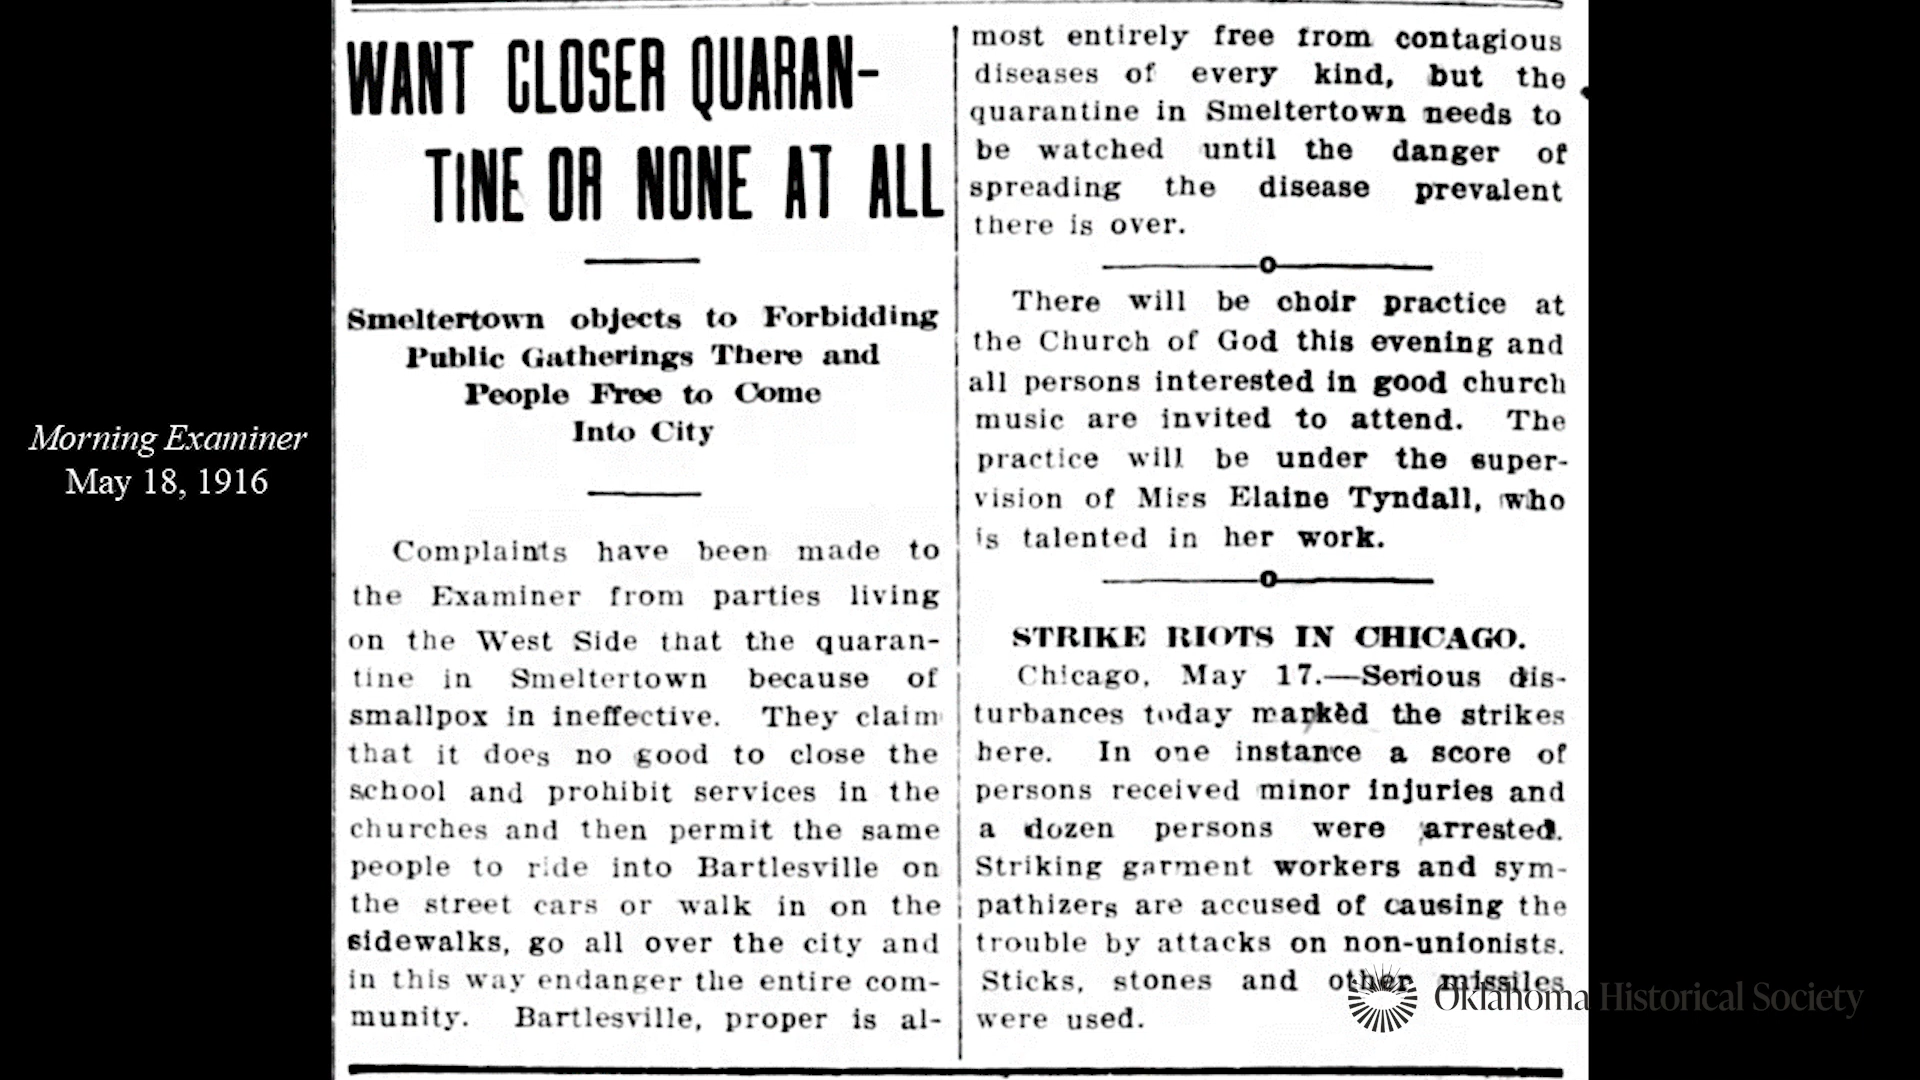 Morning Examiner
May 18, 1916
WANT CLOSER QUARAN-
TINE OR NONE AT ALL
Smeltertown objects to Forbidding
Public Gatherings There and
People Free to Come
Into City
Complaints have been made to
the Examiner from parties living
on the West Side that the quaran-
tine in Smeltertown because of
smallpox in ineffective. They claim
that it does no good to close the
school and prohibit services in the
churches and then permit the same
people to ride into Bartlesville on
the street cars or walk in on the
sidewalks, go all over the city and
in this way endanger the entire com-
munity. Bartlesville, proper is al-
most entirely free from contagious
diseases of every kind, but the
quarantine in Smeltertown needs to
be watched until the danger of
spreading the disease prevalent
there is over.
There will be choir practice at
the Church of God this evening and
all persons interested in good church
music are invited to attend. The
practice will be under the super-
vision of Miss Elaine Tyndall, who
is talented in her work.
STRIKE RIOTS IN CHICAGO.
Chicago, May 17.—Serious dis-
turbances today marked the strikes
here. In one instance a score of
persons received minor injuries and
a dozen persons were arrested.
Striking garment workers and sym-
pathizers are accused of causing the
trouble by attacks on non-unionists.
Sticks, stones and other missiles
were used.
Oklahoma Historical Society